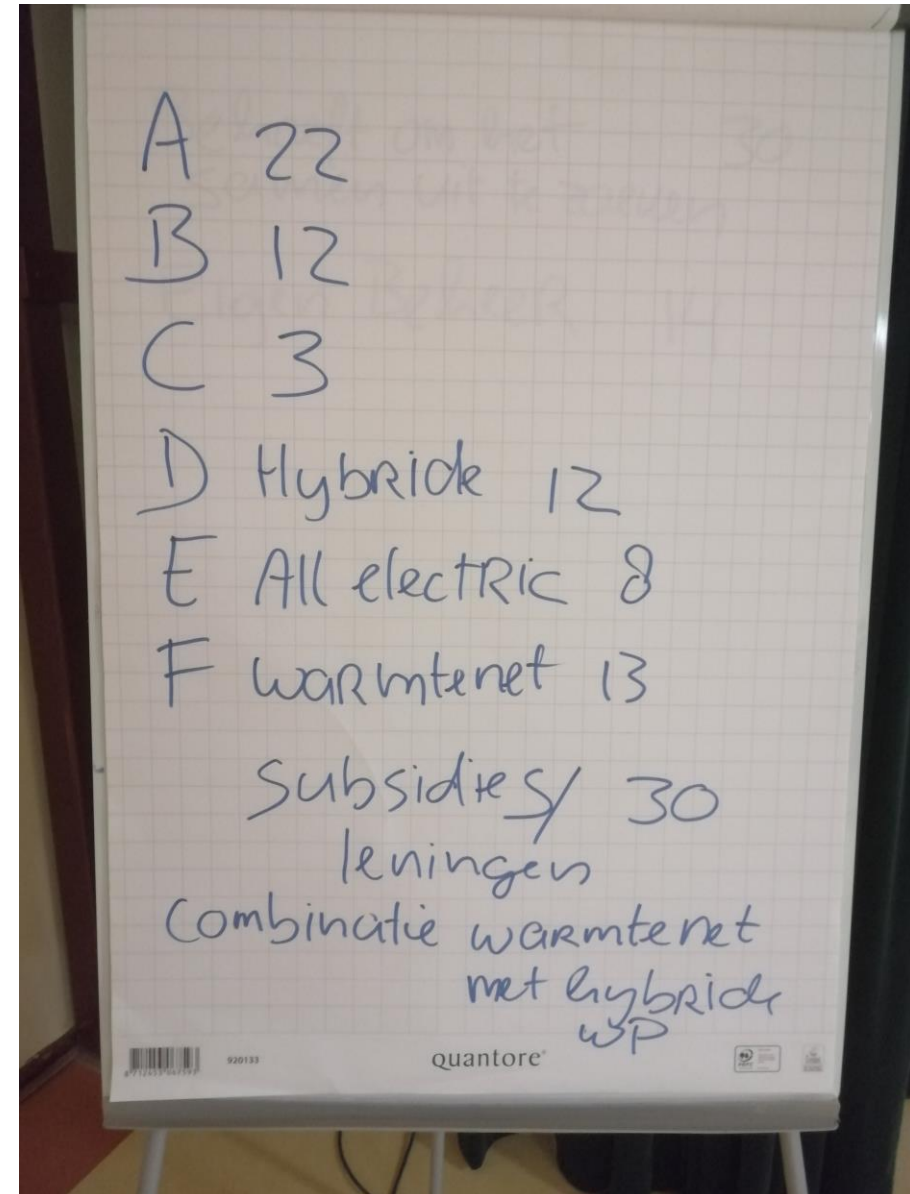 A 22
B 12
C 3
D Hybride 12
E All electric 8
F warmtenet 13
Subsidies/ 30
leningen
Combinatie warmtenet
met hybride
WP
920133
quantore